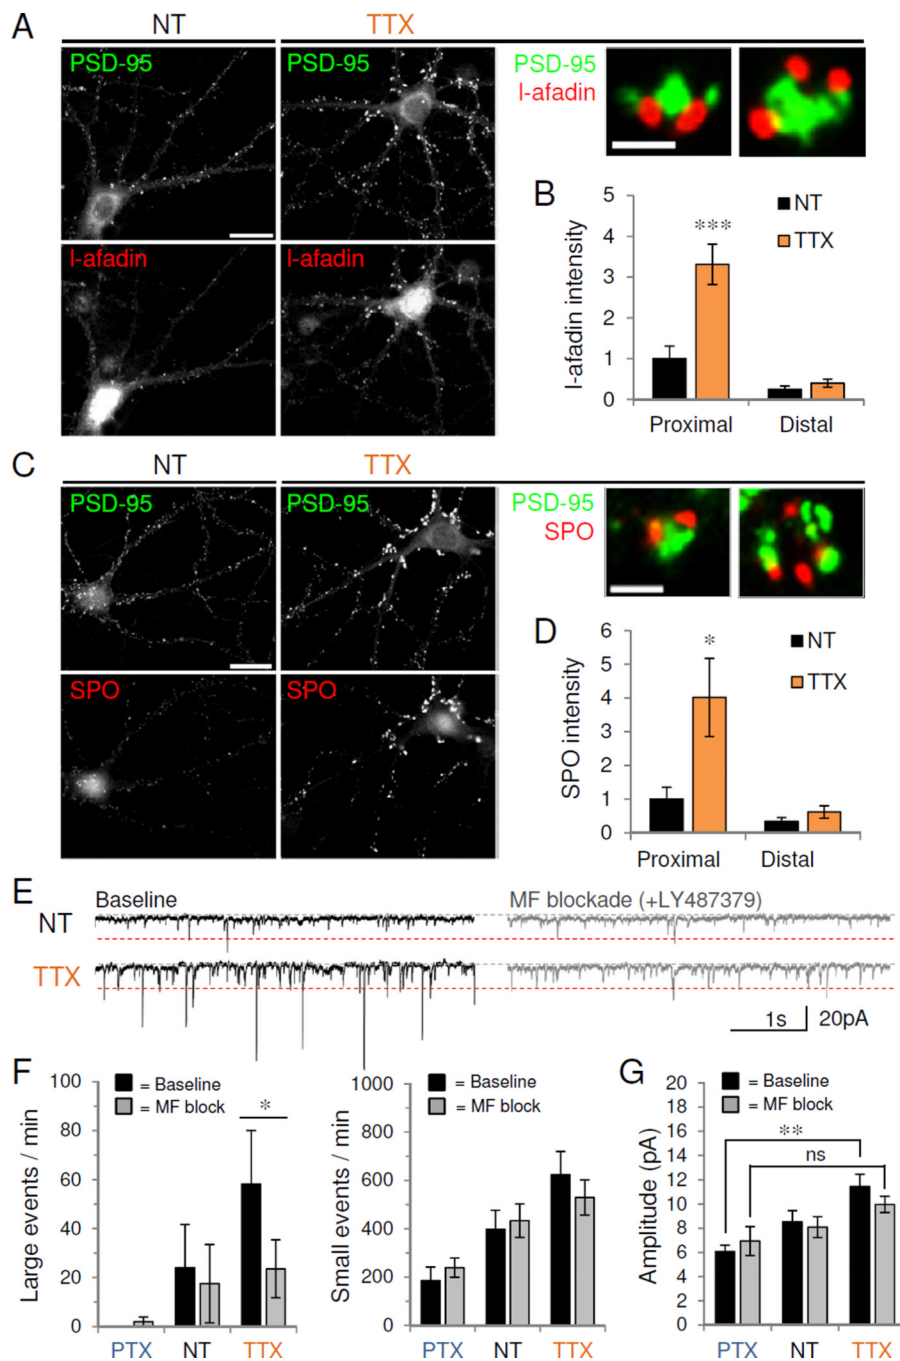 A
NT
TTX
PSD-95
PSD-95
PSD-95
l-afadin
l-afadin
l-afadin
B
l-afadin intensity
5
4
3
2
1
0
***
NT
TTX
Proximal
Distal
C
NT
TTX
PSD-95
PSD-95
PSD-95
SPO
SPO
SPO
D
SPO intensity
6
5
4
3
2
1
0
*
NT
TTX
Proximal
Distal
E
Baseline
MF blockade (+LY487379)
NT
TTX
1s
20pA
F
Large events / min
100
80
60
40
20
0
= Baseline
= MF block
*
PTX
NT
TTX
Small events / min
1000
800
600
400
200
0
= Baseline
= MF block
PTX
NT
TTX
G
Amplitude (pA)
20
18
16
14
12
10
8
6
4
2
0
= Baseline
= MF block
**
ns
PTX
NT
TTX